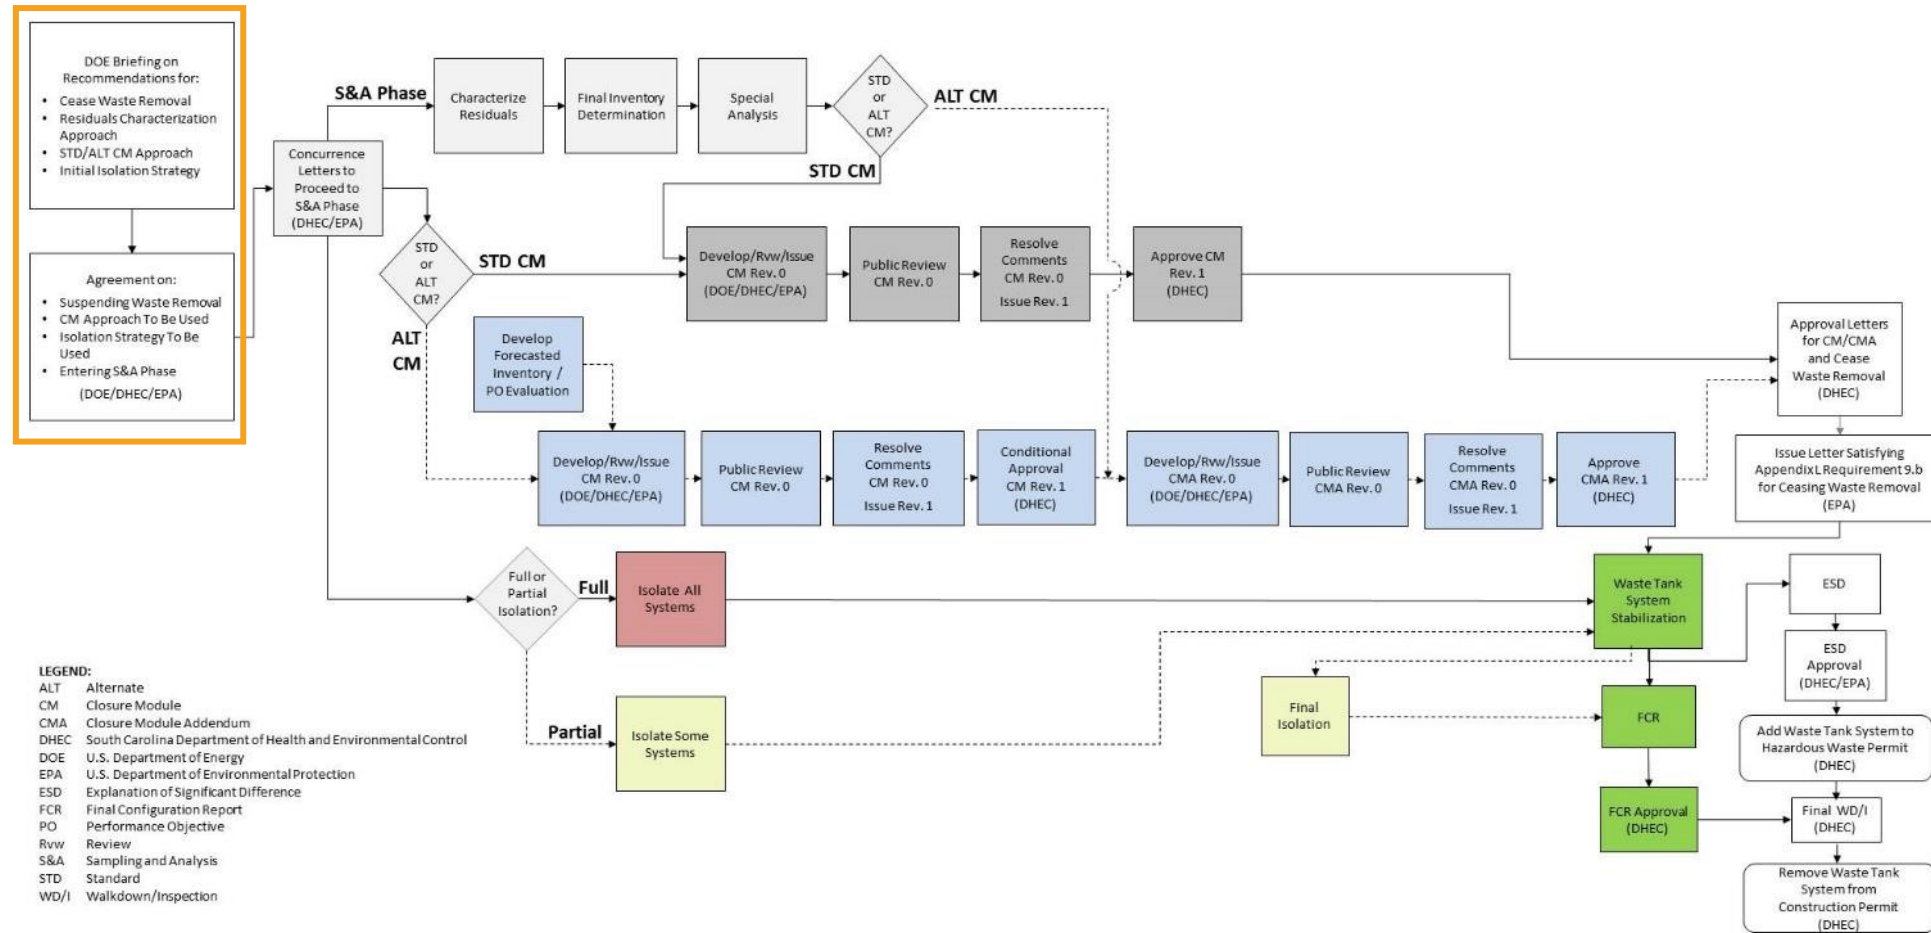 DOE Briefing on
Recommendations for:
• Cease Waste Removal
• Residuals Characterization
Approach
• STD/ALT CM Approach
• Initial Isolation Strategy
Agreement on:
• Suspending Waste Removal
• CM Approach To Be Used
• Isolation Strategy To Be
Used
• Entering S&A Phase
(DOE/DHEC/EPA)
Concurrence
Letters to
Proceed to
S&A Phase
(DHEC/EPA)
S&A Phase
Characterize
Residuals
Final Inventory
Determination
Special
Analysis
STD
or
ALT
CM?
ALT CM
STD CM
STD
or
ALT
CM?
STD CM
ALT
CM
Develop/Rvw/Issue
CM Rev. 0
(DOE/DHEC/EPA)
Public Review
CM Rev. 0
Resolve
Comments
CM Rev. 0
Issue Rev. 1
Approve CM
Rev. 1
(DHEC)
Develop
Forecasted
Inventory /
PO Evaluation
Develop/Rvw/Issue
CM Rev. 0
(DOE/DHEC/EPA)
Public Review
CM Rev. 0
Resolve
Comments
CM Rev. 0
Issue Rev. 1
Conditional
Approval
CM Rev. 1
(DHEC)
Develop/Rvw/Issue
CMA Rev. 0
(DOE/DHEC/EPA)
Public Review
CMA Rev. 0
Resolve
Comments
CMA Rev. 0
Issue Rev. 1
Approve
CMA Rev. 1
(DHEC)
Approval Letters
for CM/CMA
and Cease
Waste Removal
(DHEC)
Issue Letter Satisfying
Appendix L Requirement 9.b
for Ceasing Waste Removal
(EPA)
Full or
Partial
Isolation?
Full
Isolate All
Systems
Partial
Isolate Some
Systems
Waste Tank
System
Stabilization
Final
Isolation
FCR
FCR Approval
(DHEC)
ESD
ESD
Approval
(DHEC/EPA)
Add Waste Tank System to
Hazardous Waste Permit
(DHEC)
Final WD/I
(DHEC)
Remove Waste Tank
System from
Construction Permit
(DHEC)
LEGEND:
ALT Alternate
CM Closure Module
CMA Closure Module Addendum
DHEC South Carolina Department of Health and Environmental Control
DOE U.S. Department of Energy
EPA U.S. Department of Environmental Protection
ESD Explanation of Significant Difference
FCR Final Configuration Report
PO Performance Objective
Rvw Review
S&A Sampling and Analysis
STD Standard
WD/I Walkdown/Inspection